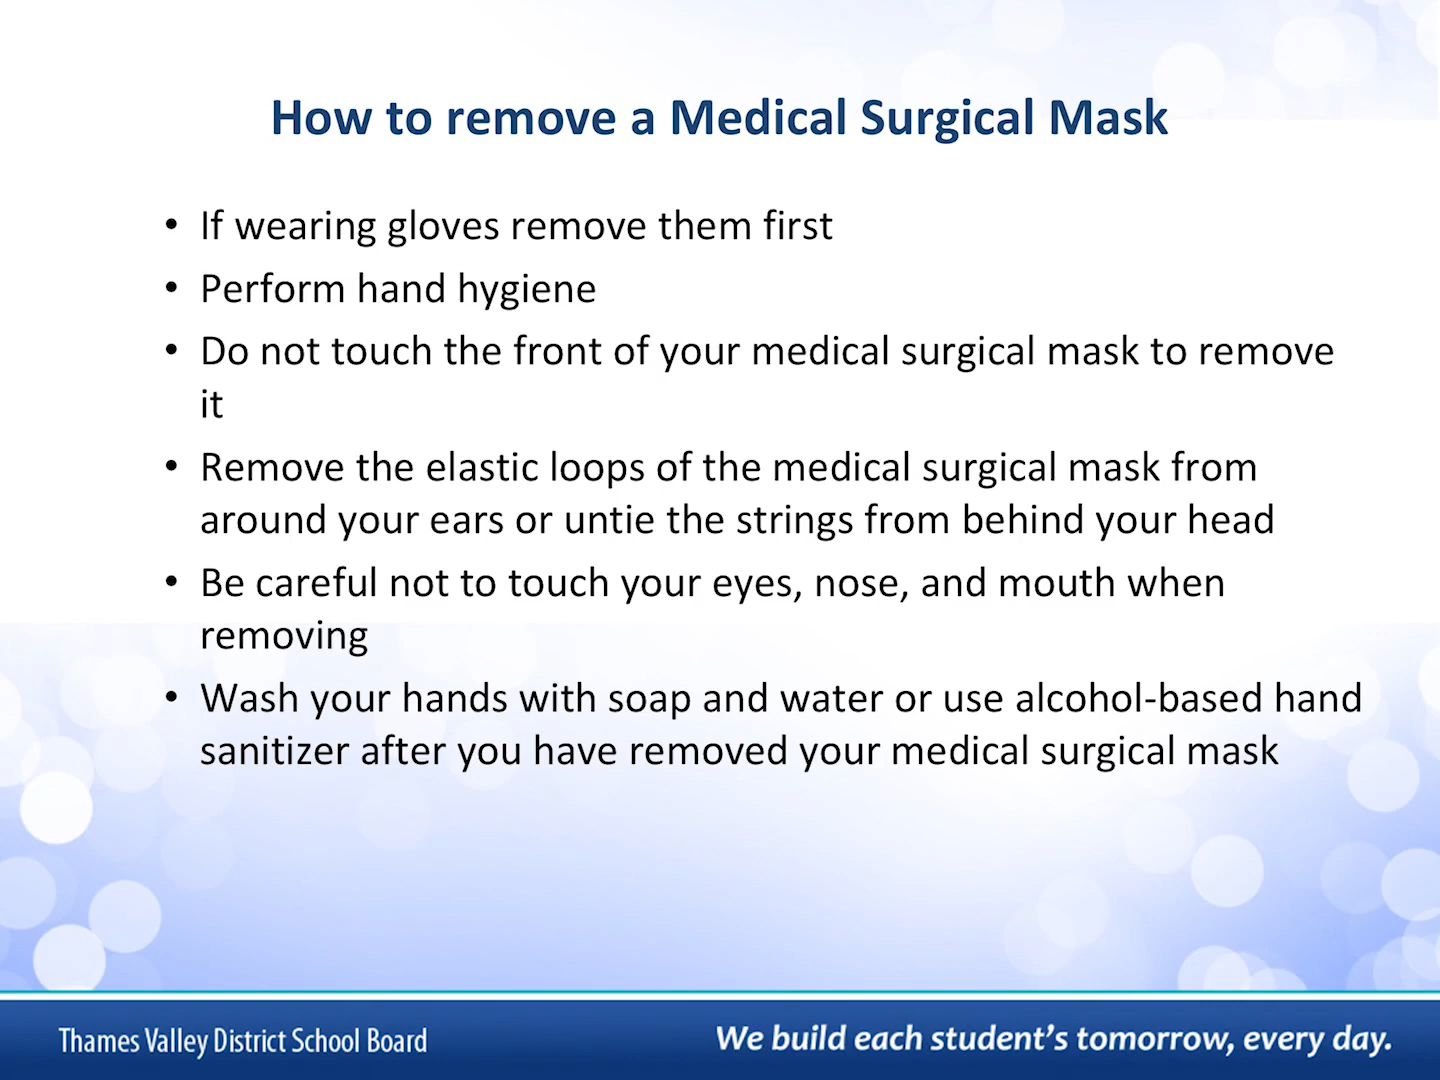 How to remove a Medical Surgical Mask
• If wearing gloves remove them first
• Perform hand hygiene
• Do not touch the front of your medical surgical mask to remove
it
• Remove the elastic loops of the medical surgical mask from
around your ears or untie the strings from behind your head
• Be careful not to touch your eyes, nose, and mouth when
removing
• Wash your hands with soap and water or use alcohol-based hand
sanitizer after you have removed your medical surgical mask
Thames Valley District School Board
We build each student's tomorrow, every day.